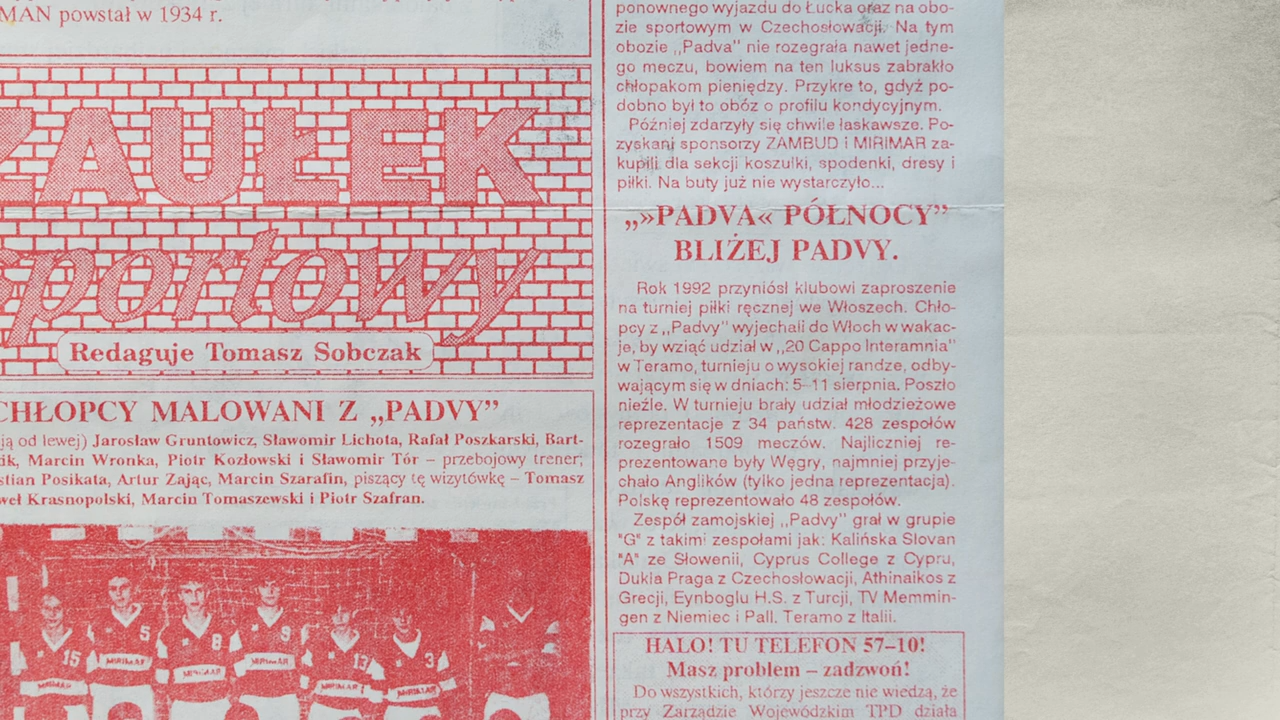 MAN powstał w 1934 r.
ZAUŁEK
sportowy
Redaguje Tomasz Sobczak
CHŁOPCY MALOWANI Z „PADVY”
ją od lewej) Jarosław Gruntowicz, Sławomir Lichota, Rafał Poszkarski, Bart-
ik, Marcin Wronka, Piotr Kozłowski i Sławomir Tór – przebojowy trener;
stian Posikata, Artur Zając, Marcin Szarafin, piszący tę wizytówkę – Tomasz
weł Krasnopolski, Marcin Tomaszewski i Piotr Szafran.
15
5
8
9
13
3
MIRIMAR
MIRIMAR
MIRIMAR
MIRIMAR
MIRIMAR
MIRIMAR
ponownego wyjazdu do Łucka oraz na obo-
zie sportowym w Czechosłowacji. Na tym
obozie „Padva" nie rozegrała nawet jedne-
go meczu, bowiem na ten luksus zabrakło
chłopakom pieniędzy. Przykre to, gdyż po-
dobno był to obóz o profilu kondycyjnym.
Później zdarzyły się chwile łaskawsze. Po-
zyskani sponsorzy ZAMBUD i MIRIMAR za-
kupili dla sekcji koszulki, spodenki, dresy i
piłki. Na buty już nie wystarczyło...
„»PADVA« PÓŁNOCY”
BLIŻEJ PADVY.
Rok 1992 przyniósł klubowi zaproszenie
na turniej piłki ręcznej we Włoszech. Chło-
pcy z „Padvy" wyjechali do Włoch w wakac-
je, by wziąć udział w „20 Cappo Interamnia"
w Teramo, turnieju o wysokiej randze, odby-
wającym się w dniach: 5–11 sierpnia. Poszło
nieźle. W turnieju brały udział młodzieżowe
reprezentacje z 34 państw. 428 zespołów
rozegrało 1509 meczów. Najliczniej re-
prezentowane były Węgry, najmniej przyje-
chało Anglików (tylko jedna reprezentacja).
Polskę reprezentowało 48 zespołów.
Zespół zamojskiej „Padvy" grał w grupie
"G" z takimi zespołami jak: Kalińska Slovan
"A" ze Słowenii, Cyprus College z Cypru,
Dukla Praga z Czechosłowacji, Athinaikos z
Grecji, Eynboglu H.S. z Turcji, TV Memmin-
gen z Niemiec i Pall. Teramo z Italii.
HALO! TU TELEFON 57–10!
Masz problem – zadzwoń!
Do wszystkich, którzy jeszcze nie wiedzą, że
przy Zarządzie Wojewódzkim TPD działa